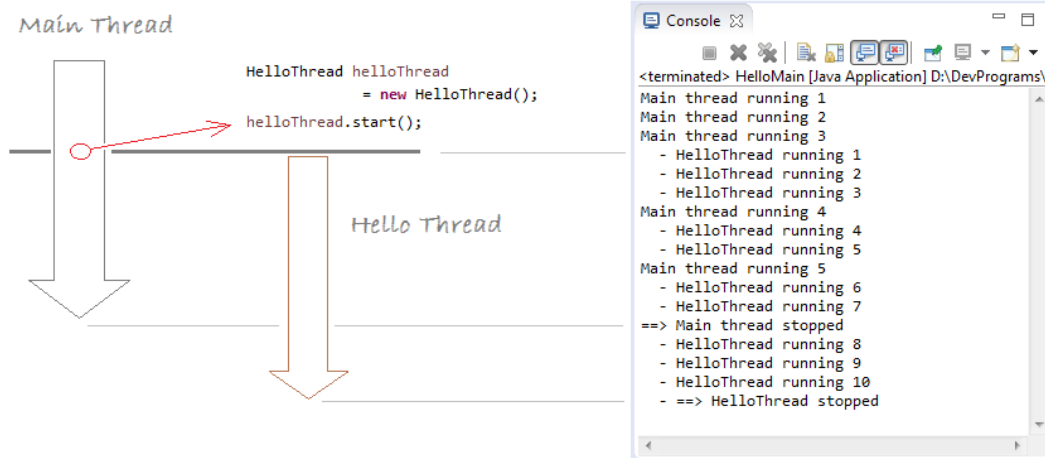 Main Thread
HelloThread helloThread
= new HelloThread();
helloThread.start();
Hello Thread
Console
<terminated> HelloMain [Java Application] D:\DevPrograms\
Main thread running 1
Main thread running 2
Main thread running 3
- HelloThread running 1
- HelloThread running 2
- HelloThread running 3
Main thread running 4
- HelloThread running 4
- HelloThread running 5
Main thread running 5
- HelloThread running 6
- HelloThread running 7
==> Main thread stopped
- HelloThread running 8
- HelloThread running 9
- HelloThread running 10
- ==> HelloThread stopped